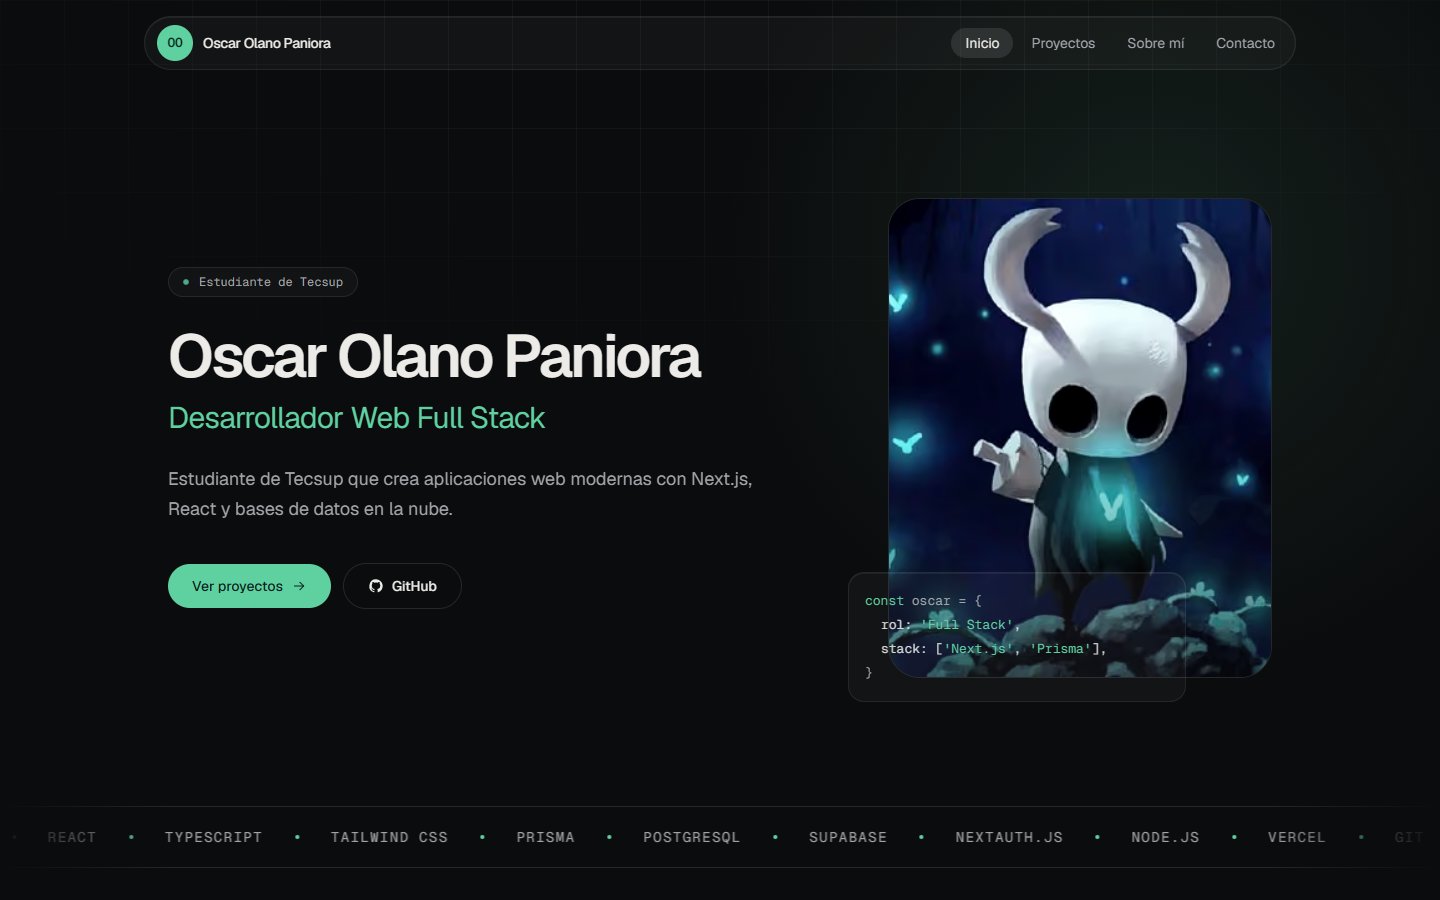 OO
Oscar Olano Paniora
Inicio
Proyectos
Sobre mí
Contacto
Estudiante de Tecsup
Oscar Olano Paniora
Desarrollador Web Full Stack
Estudiante de Tecsup que crea aplicaciones web modernas con Next.js,
React y bases de datos en la nube.
Ver proyectos →
GitHub
const oscar = {
rol: 'Full Stack',
stack: ['Next.js', 'Prisma'],
}
REACT • TYPESCRIPT • TAILWIND CSS • PRISMA • POSTGRESQL • SUPABASE • NEXTAUTH.JS • NODE.JS • VERCEL • GIT